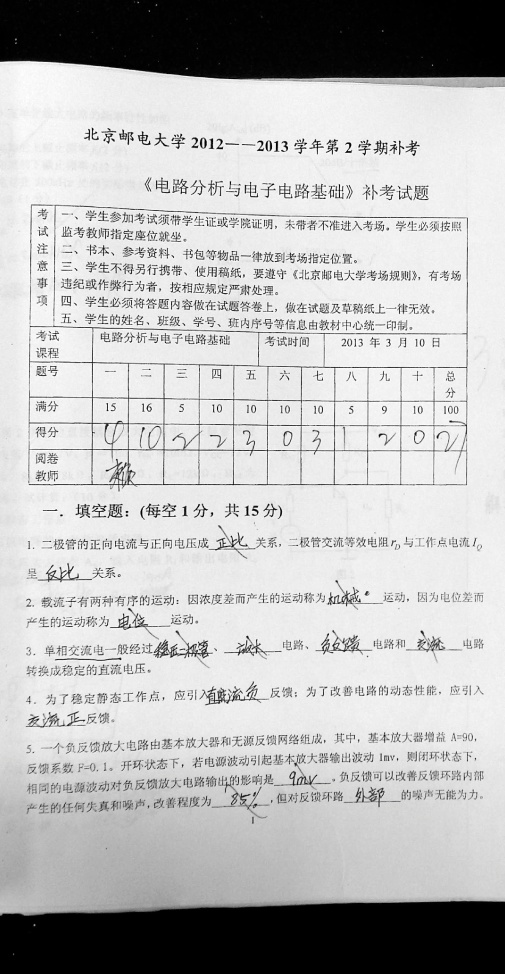 北京邮电大学 2012——2013 学年第 2 学期补考
《电路分析与电子电路基础》补考试题
考试注意事项
一、学生参加考试须带学生证或学院证明，未带者不准进入考场。学生必须按照
监考教师指定座位就坐。
二、书本、参考资料、书包等物品一律放到考场指定位置。
三、学生不得另行携带、使用稿纸，要遵守《北京邮电大学考场规则》，有考场
违纪或作弊行为者，按相应规定严肃处理。
四、学生必须将答题内容做在试题答卷上，做在试题及草稿纸上一律无效。
五、学生的姓名、班级、学号、班内序号等信息由教材中心统一印制。
考试课程 电路分析与电子电路基础 考试时间 2013 年 3 月 10 日
题号 一 二 三 四 五 六 七 八 九 十 总分
满分 15 16 5 10 10 10 10 5 9 10 100
得分 4 10 2 2 3 0 3 1 2 0 27
阅卷教师
一．填空题：(每空 1 分，共 15 分)
1. 二极管的正向电流与正向电压成 正比 关系，二极管交流等效电阻 r_D 与工作点电流 I_Q
是 反比 关系。
2. 载流子有两种有序的运动：因浓度差而产生的运动称为 机械 运动，因为电位差而
产生的运动称为 电位 运动。
3. 单相交流电一般经过 稳压二极管 、 放大 电路、 负反馈 电路和 交流 电路
转换成稳定的直流电压。
4. 为了稳定静态工作点，应引入 直流负 反馈；为了改善电路的动态性能，应引入
交流正 反馈。
5. 一个负反馈放大电路由基本放大器和无源反馈网络组成，其中，基本放大器增益 A=90,
反馈系数 F=0.1。开环状态下，若电源波动引起基本放大器输出波动 1mv，则闭环状态下，
相同的电源波动对负反馈放大电路输出的影响是 9mv 。负反馈可以改善反馈环路内部
产生的任何失真和噪声，改善程度为 85% ，但对反馈环路 外部 的噪声无能为力。
1